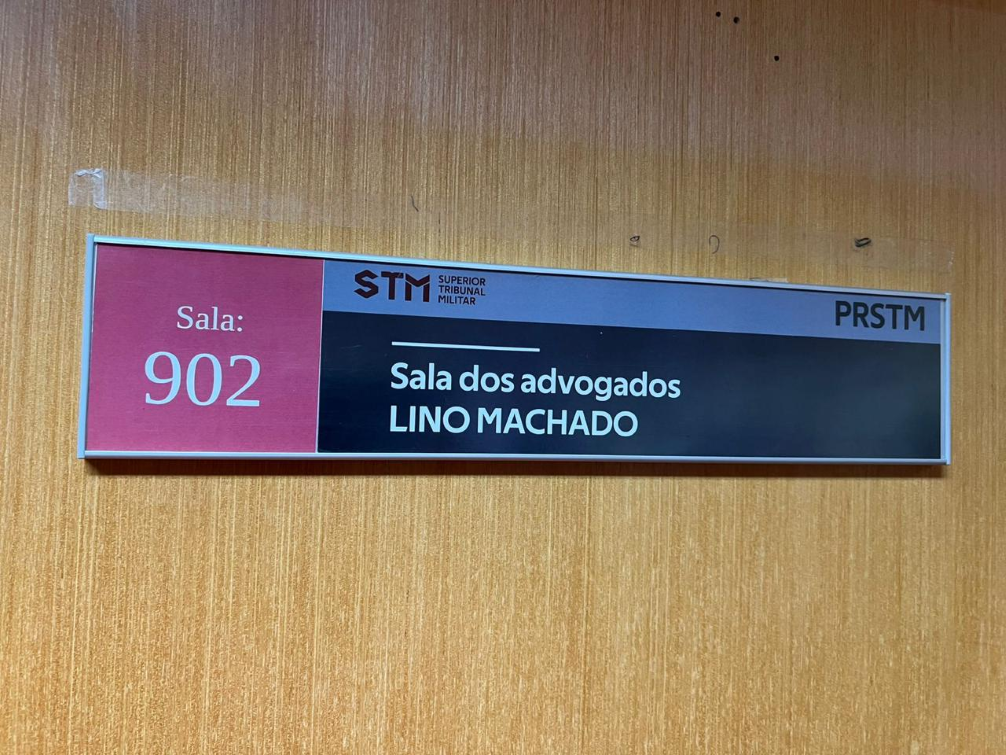 Sala:
902
STM
SUPERIOR
TRIBUNAL
MILITAR
PRSTM
Sala dos advogados
LINO MACHADO